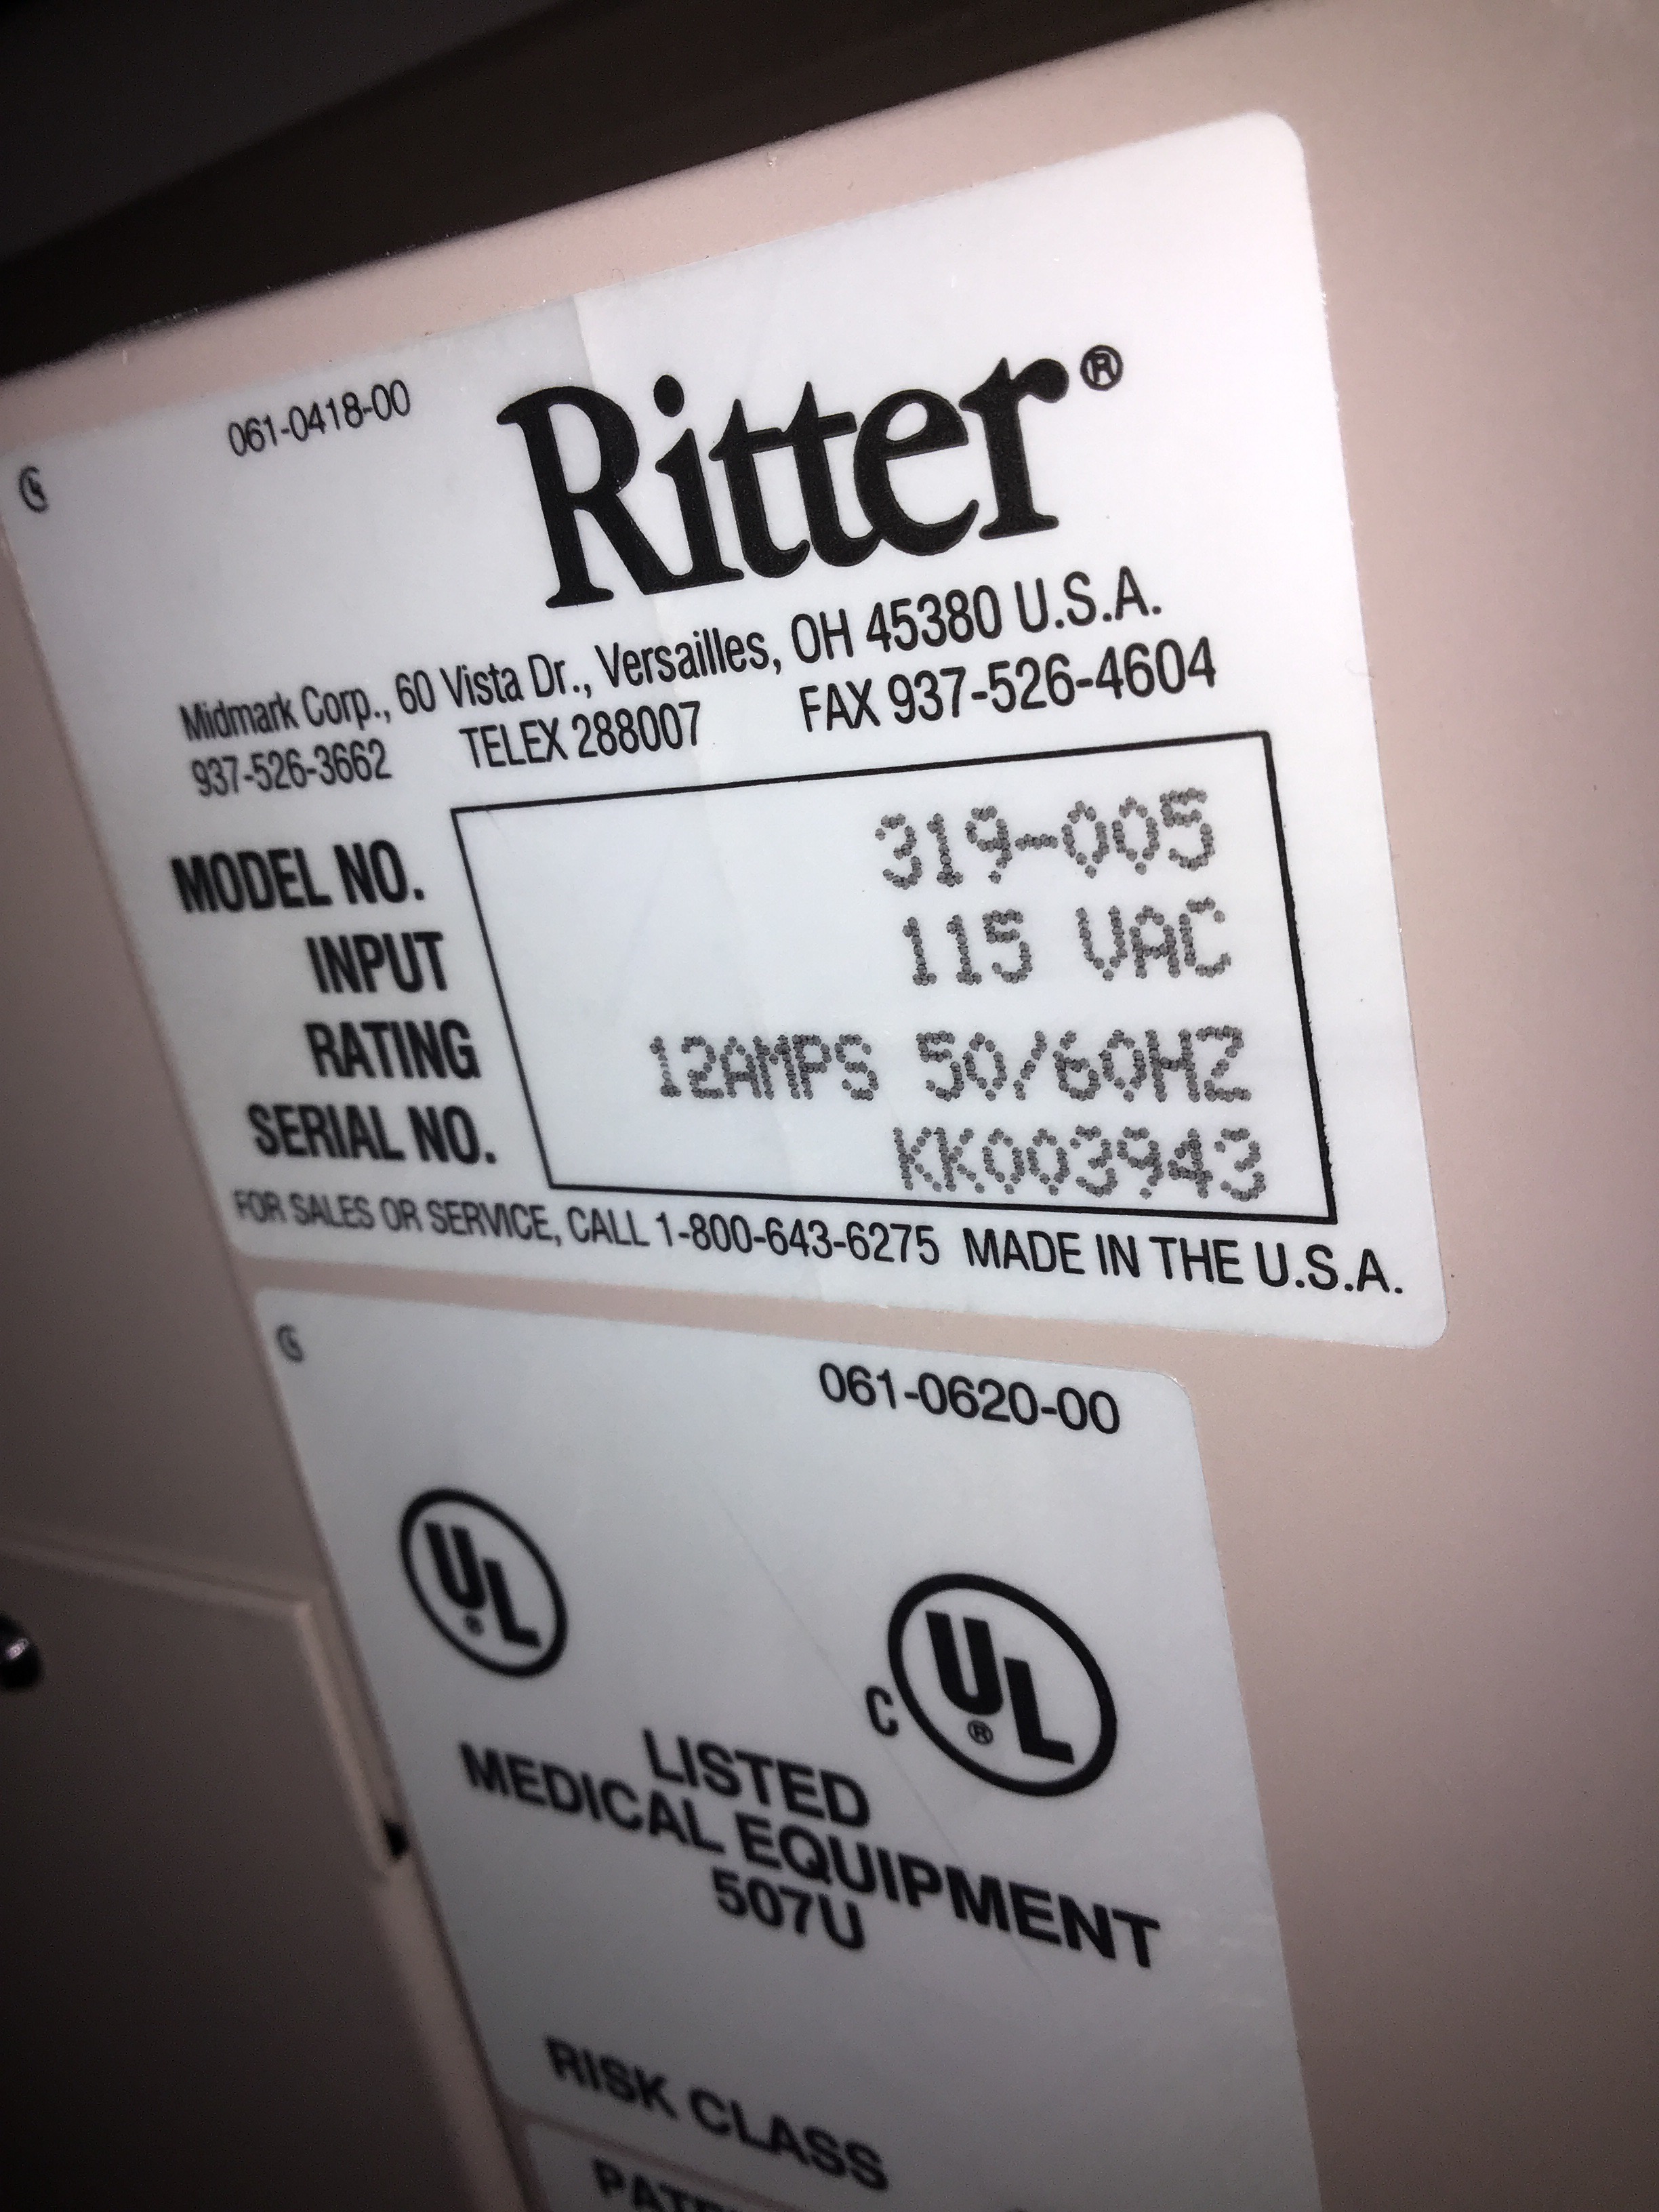 061-0418-00
Ritter®
Midmark Corp., 60 Vista Dr., Versailles, OH 45380 U.S.A.
937-526-3662 TELEX 288007 FAX 937-526-4604
MODEL NO. 319-005
INPUT 115 VAC
RATING 12AMPS 50/60HZ
SERIAL NO. KK003943
FOR SALES OR SERVICE, CALL 1-800-643-6275 MADE IN THE U.S.A.
061-0620-00
UL®
C UL®
LISTED
MEDICAL EQUIPMENT
507U
RISK CLASS